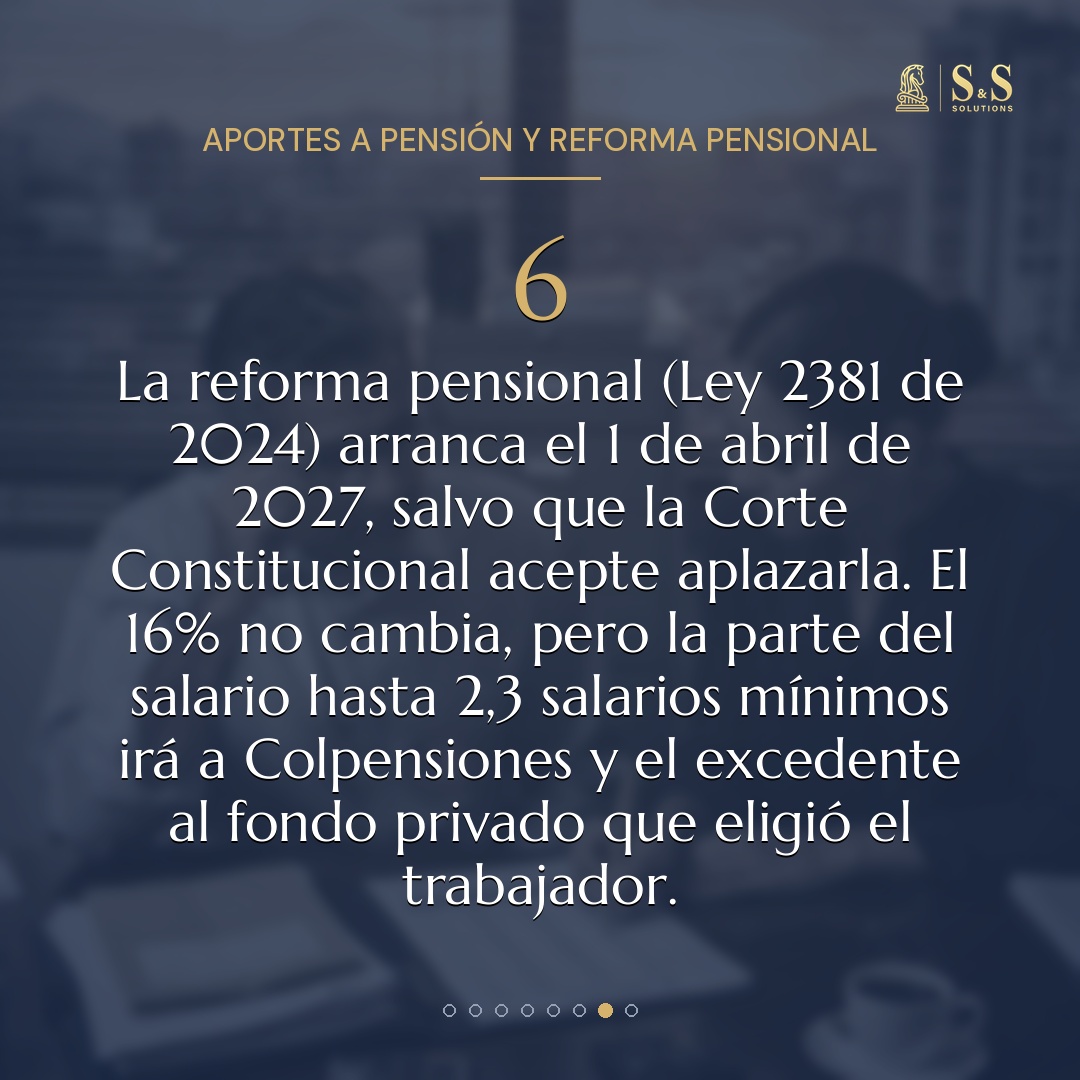 S&S
SOLUTIONS
APORTES A PENSIÓN Y REFORMA PENSIONAL
6
La reforma pensional (Ley 2381 de
2024) arranca el 1 de abril de
2027, salvo que la Corte
Constitucional acepte aplazarla. El
16% no cambia, pero la parte del
salario hasta 2,3 salarios mínimos
irá a Colpensiones y el excedente
al fondo privado que eligió el
trabajador.